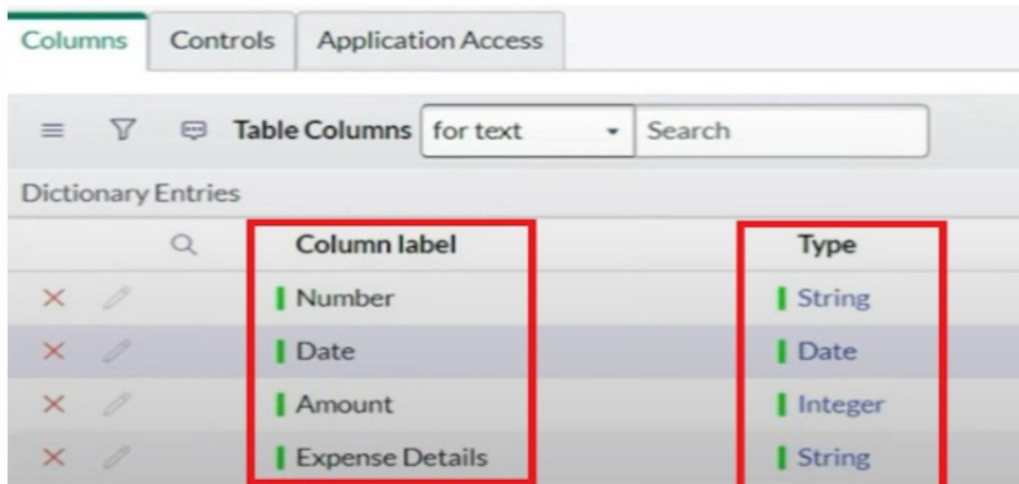 Columns Controls Application Access
Table Columns for text Search
Dictionary Entries
Column label Type
Number String
Date Date
Amount Integer
Expense Details String